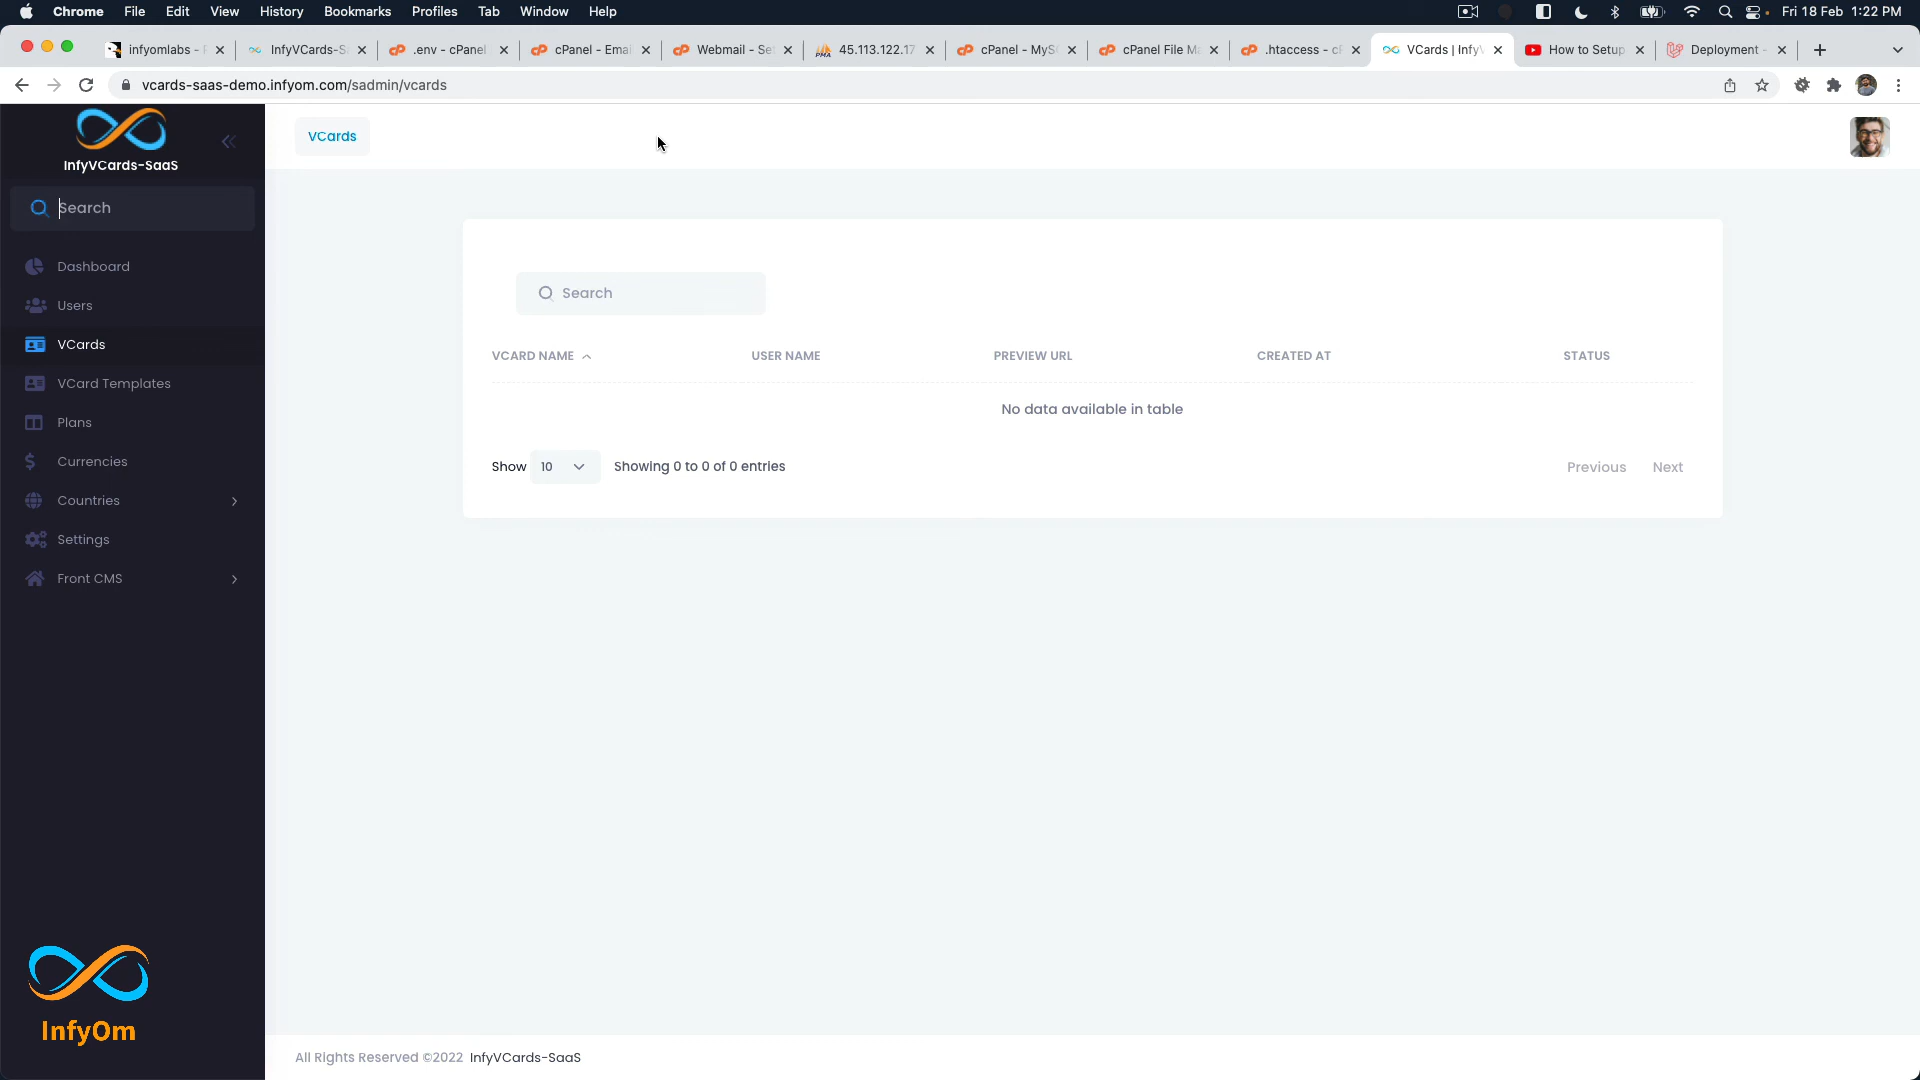 Chrome File Edit View History Bookmarks Profiles Tab Window Help Fri 18 Feb 1:22 PM
infyomlabs - InfyVCards-S .env - cPanel cPanel - Emai Webmail - Se 45.113.122.17 cPanel - MyS cPanel File M .htaccess - c VCards | Infy How to Setup Deployment -
vcards-saas-demo.infyom.com/sadmin/vcards
InfyVCards-SaaS
VCards
Search
Dashboard
Users
VCards
VCard Templates
Plans
Currencies
Countries
Settings
Front CMS
Search
VCARD NAME USER NAME PREVIEW URL CREATED AT STATUS
No data available in table
Show 10 Showing 0 to 0 of 0 entries Previous Next
InfyOm
All Rights Reserved ©2022 InfyVCards-SaaS